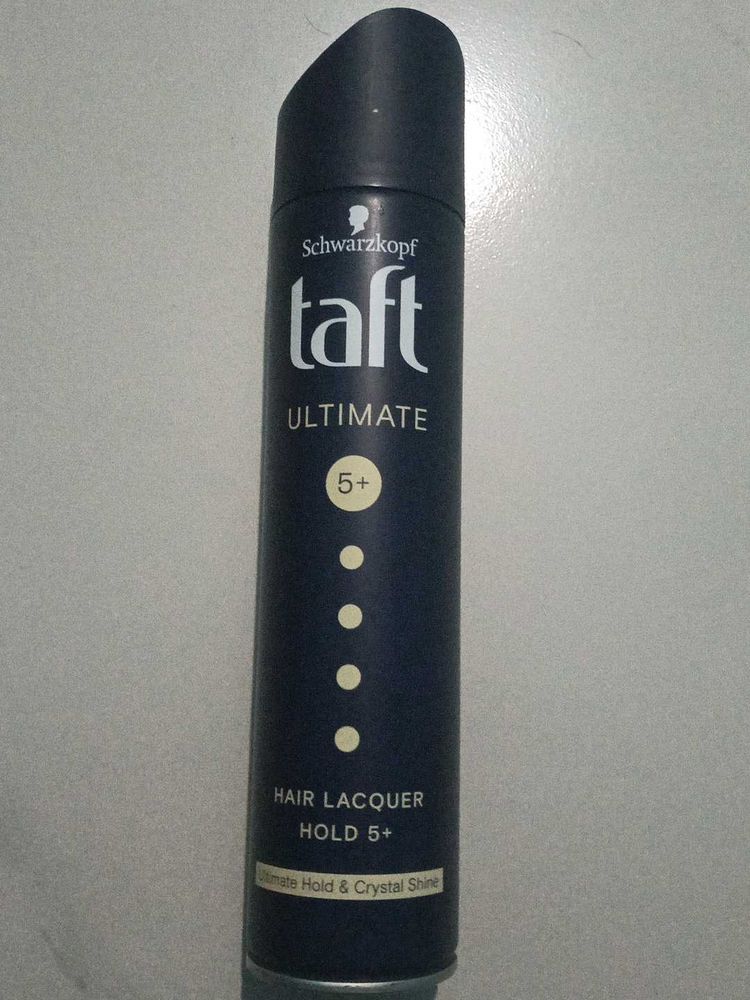 Schwarzkopf
taft
ULTIMATE
5+
HAIR LACQUER
HOLD 5+
Ultimate Hold & Crystal Shine